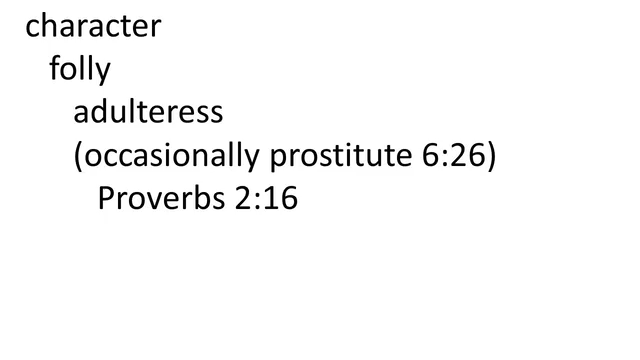 character
folly
adulteress
(occasionally prostitute 6:26)
Proverbs 2:16